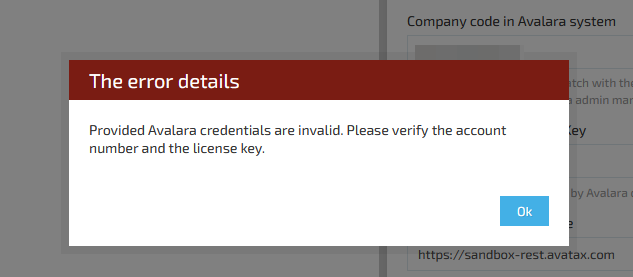 Company code in Avalara system
The error details
atch with the
a admin man
Provided Avalara credentials are invalid. Please verify the account
number and the license key.
Key
by Avalara
Ok
e
https://sandbox-rest.avatax.com